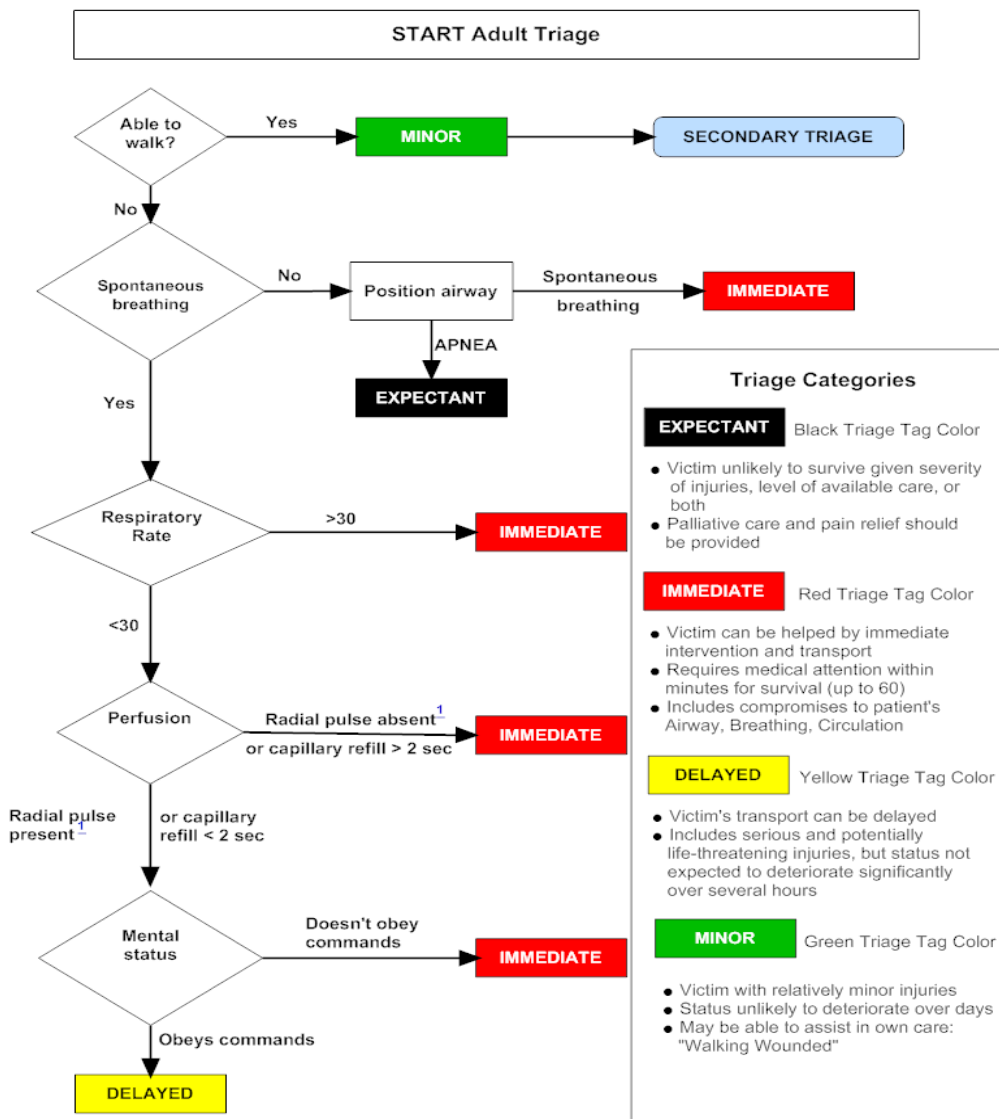 START Adult Triage
Able to
walk?
Yes
MINOR
SECONDARY TRIAGE
No
Spontaneous
breathing
No
Position airway
Spontaneous
breathing
IMMEDIATE
APNEA
EXPECTANT
Yes
Respiratory
Rate
>30
IMMEDIATE
<30
Perfusion
Radial pulse absent 1
or capillary refill > 2 sec
IMMEDIATE
Radial pulse
present 1
or capillary
refill < 2 sec
Mental
status
Doesn't obey
commands
IMMEDIATE
Obeys commands
DELAYED
Triage Categories
EXPECTANT Black Triage Tag Color
• Victim unlikely to survive given severity
of injuries, level of available care, or
both
• Palliative care and pain relief should
be provided
IMMEDIATE Red Triage Tag Color
• Victim can be helped by immediate
intervention and transport
• Requires medical attention within
minutes for survival (up to 60)
• Includes compromises to patient's
Airway, Breathing, Circulation
DELAYED Yellow Triage Tag Color
• Victim's transport can be delayed
• Includes serious and potentially
life-threatening injuries, but status not
expected to deteriorate significantly
over several hours
MINOR Green Triage Tag Color
• Victim with relatively minor injuries
• Status unlikely to deteriorate over days
• May be able to assist in own care:
"Walking Wounded"